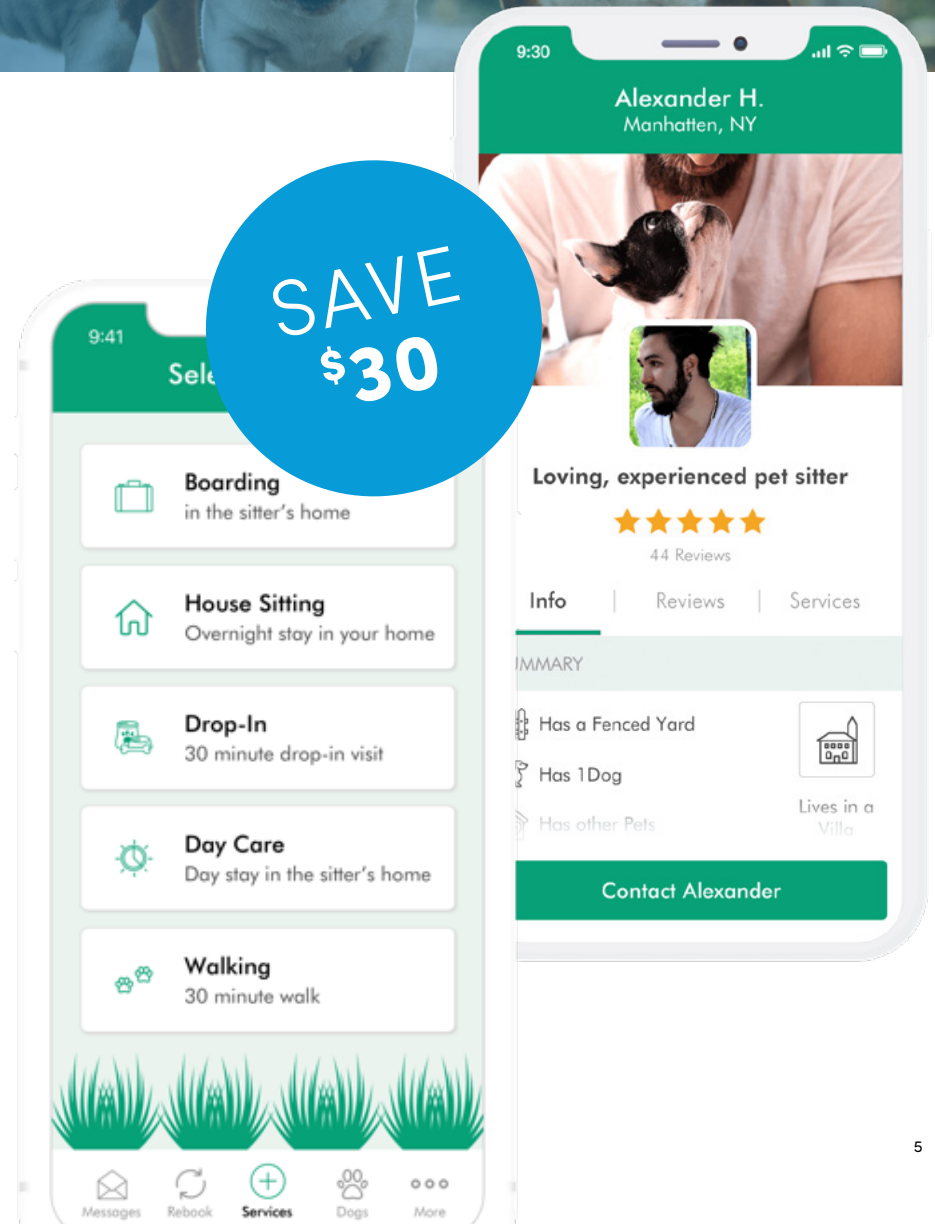 9:30
Alexander H.
Manhatten, NY
SAVE
$30
9:41
Sele
Boarding
in the sitter's home
House Sitting
Overnight stay in your home
Drop-In
30 minute drop-in visit
Day Care
Day stay in the sitter's home
Walking
30 minute walk
Messages
Rebook
Services
Dogs
More
Loving, experienced pet sitter
44 Reviews
Info | Reviews | Services
UMMARY
Has a Fenced Yard
Has 1Dog
Has other Pets
Lives in a
Villa
Contact Alexander
5